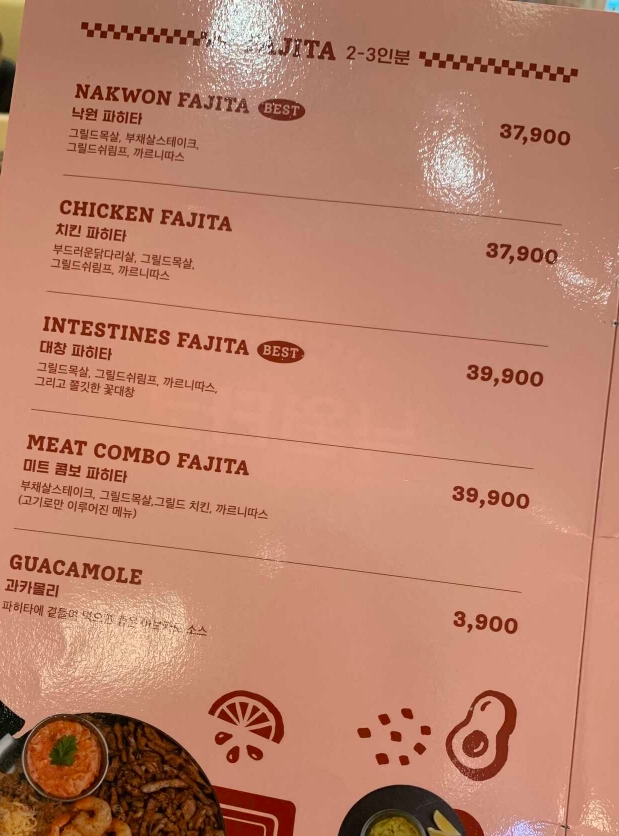 FAJITA 2-3인분
NAKWON FAJITA BEST
낙원 파히타
그릴드목살, 부채살스테이크,
그릴드쉬림프, 까르니따스
37,900
CHICKEN FAJITA
치킨 파히타
부드러운닭다리살, 그릴드목살,
그릴드쉬림프, 까르니따스
37,900
INTESTINES FAJITA BEST
대창 파히타
그릴드목살, 그릴드쉬림프, 까르니따스,
그리고 쫄깃한 꽃대창
39,900
MEAT COMBO FAJITA
미트 콤보 파히타
부채살스테이크, 그릴드목살,그릴드 치킨, 까르니따스
(고기로만 이루어진 메뉴)
39,900
GUACAMOLE
과카몰리
파히타에 곁들여 소스
3,900